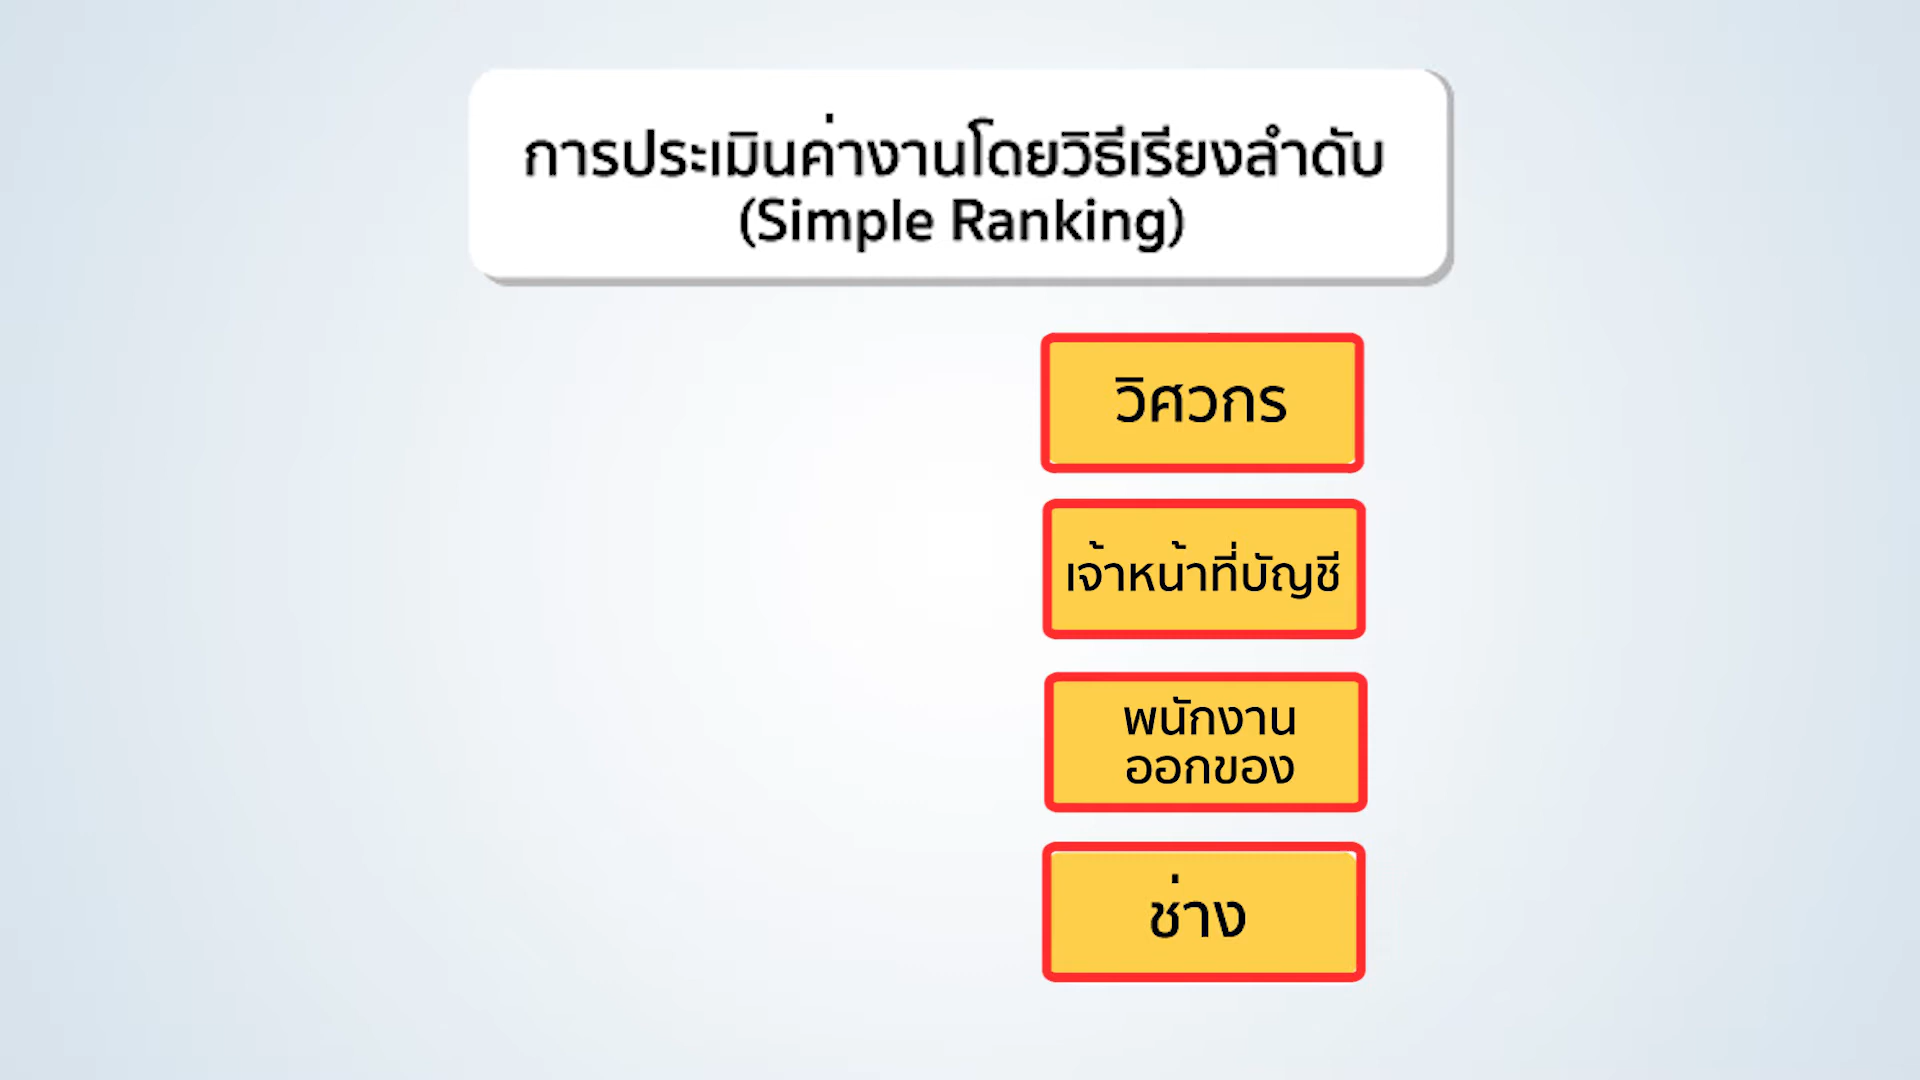 การประเมินค่างานโดยวิธีเรียงลำดับ
(Simple Ranking)
วิศวกร
เจ้าหน้าที่บัญชี
พนักงาน
ออกของ
ช่าง